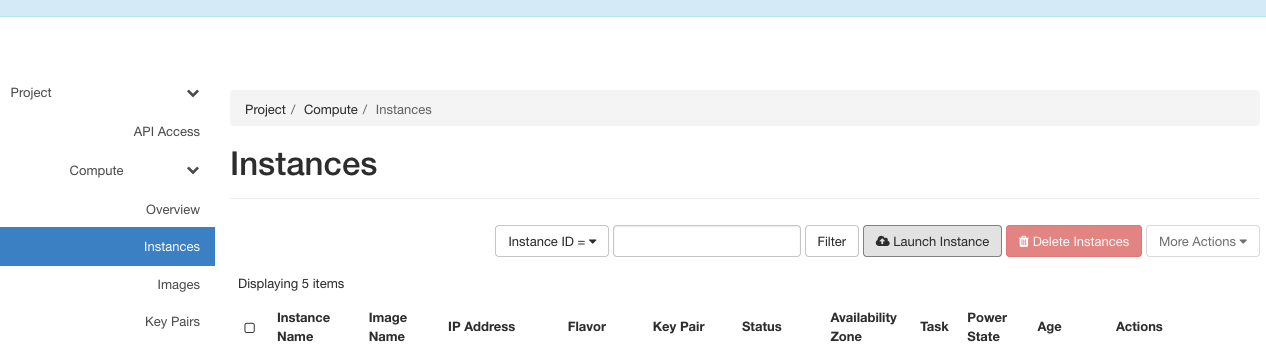 Project
API Access
Compute
Overview
Instances
Images
Key Pairs
Project / Compute / Instances
Instances
Instance ID = Filter Launch Instance Delete Instances More Actions
Displaying 5 items
Instance Name Image Name IP Address Flavor Key Pair Status Availability Zone Task Power State Age Actions